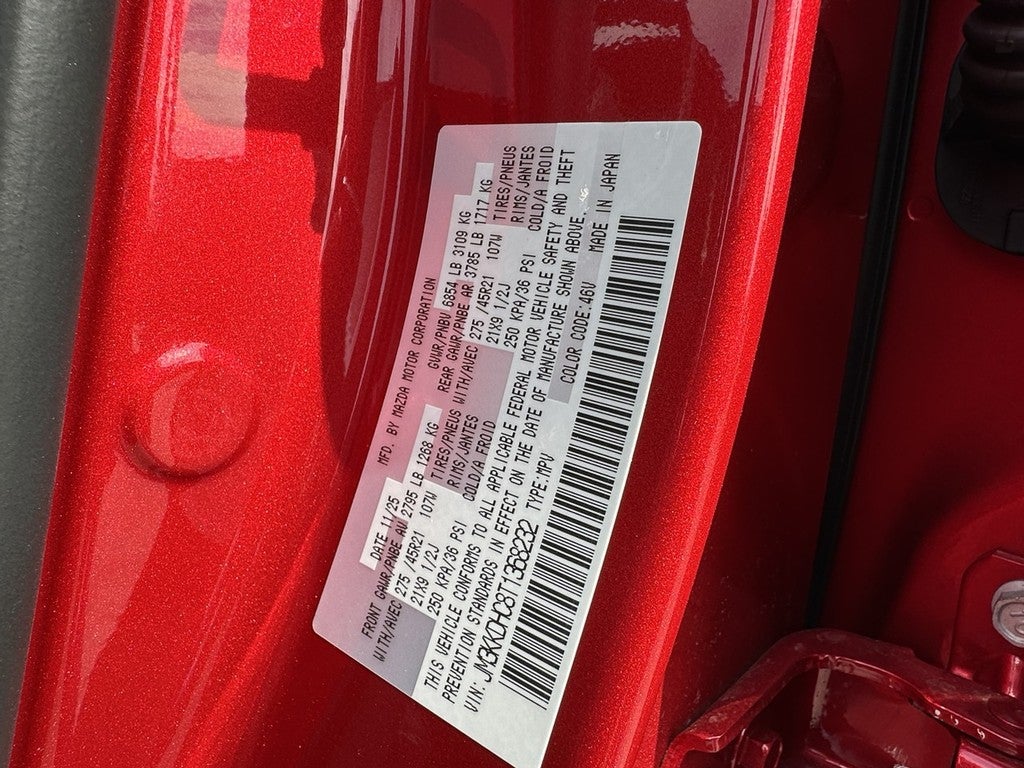 MFD. BY MAZDA MOTOR CORPORATION
DATE 11/25 GVWR/PNBV 6854 LB 3109 KG
FRONT GAWR/PNBE AV 2795 LB 1268 KG REAR GAWR/PNBE AR 3785 LB 1717 KG
WITH/AVEC 275 /45R21 107W TIRES/PNEUS WITH/AVEC 275 /45R21 107W TIRES/PNEUS
21X9 1/2J RIMS/JANTES 21X9 1/2J RIMS/JANTES
250 KPA/36 PSI COLD/A FROID 250 KPA/36 PSI COLD/A FROID
THIS VEHICLE CONFORMS TO ALL APPLICABLE FEDERAL MOTOR VEHICLE SAFETY AND THEFT
PREVENTION STANDARDS IN EFFECT ON THE DATE OF MANUFACTURE SHOWN ABOVE.
VIN: JM3KKDHC8T1368232 TYPE:MPV COLOR CODE:46V MADE IN JAPAN